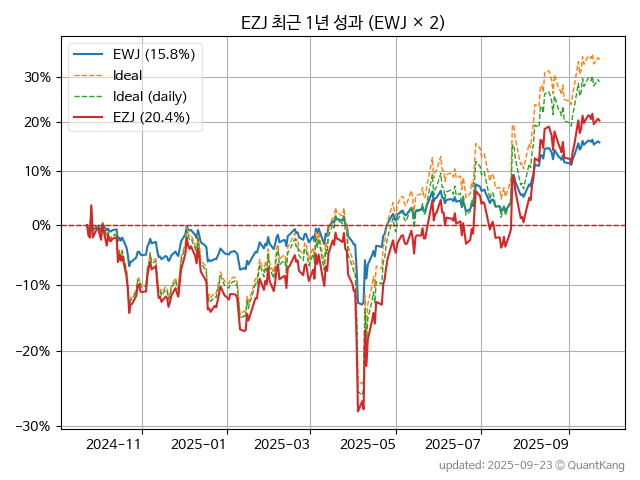 EZJ 최근 1년 성과 (EWJ × 2)
EWJ (15.8%)
Ideal
Ideal (daily)
EZJ (20.4%)
30%
20%
10%
0%
−10%
−20%
−30%
2024-11 2025-01 2025-03 2025-05 2025-07 2025-09
updated: 2025-09-23 © QuantKang